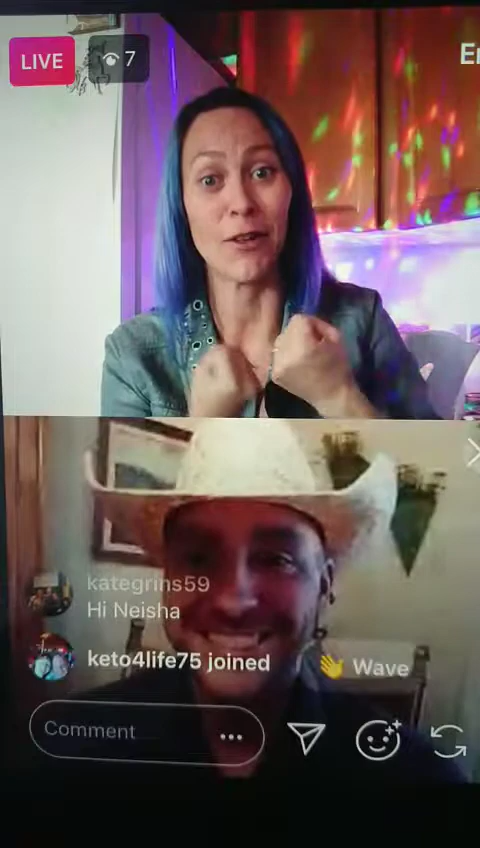 LIVE
7
kategrins59
Hi Neisha
keto4life75 joined
👋 Wave
Comment